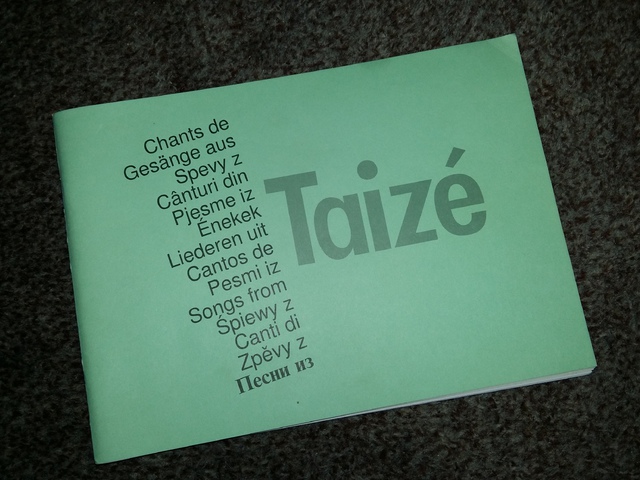 Chants de
Gesänge aus
Spevy z
Cânturi din
Pjesme iz
Énekek
Liederen uit
Cantos de
Pesmi iz
Songs from
Śpiewy z
Canti di
Zpěvy z
Песни из
Taizé